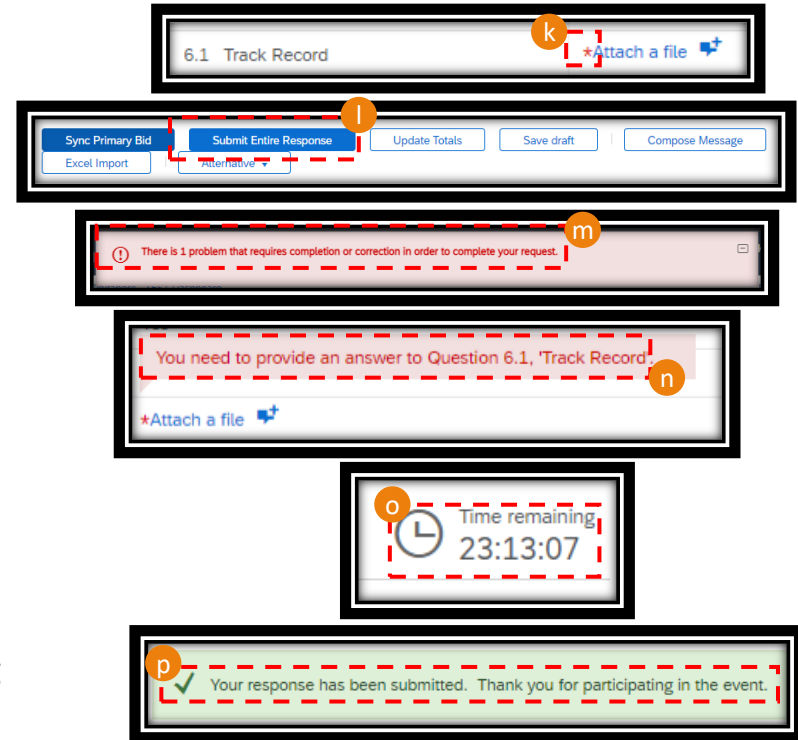 k
6.1 Track Record *Attach a file
l
Sync Primary Bid Submit Entire Response Update Totals Save draft Compose Message
Excel Import Alternative
m
There is 1 problem that requires completion or correction in order to complete your request.
You need to provide an answer to Question 6.1, 'Track Record'.
n
*Attach a file
o
Time remaining
23:13:07
p
Your response has been submitted. Thank you for participating in the event.